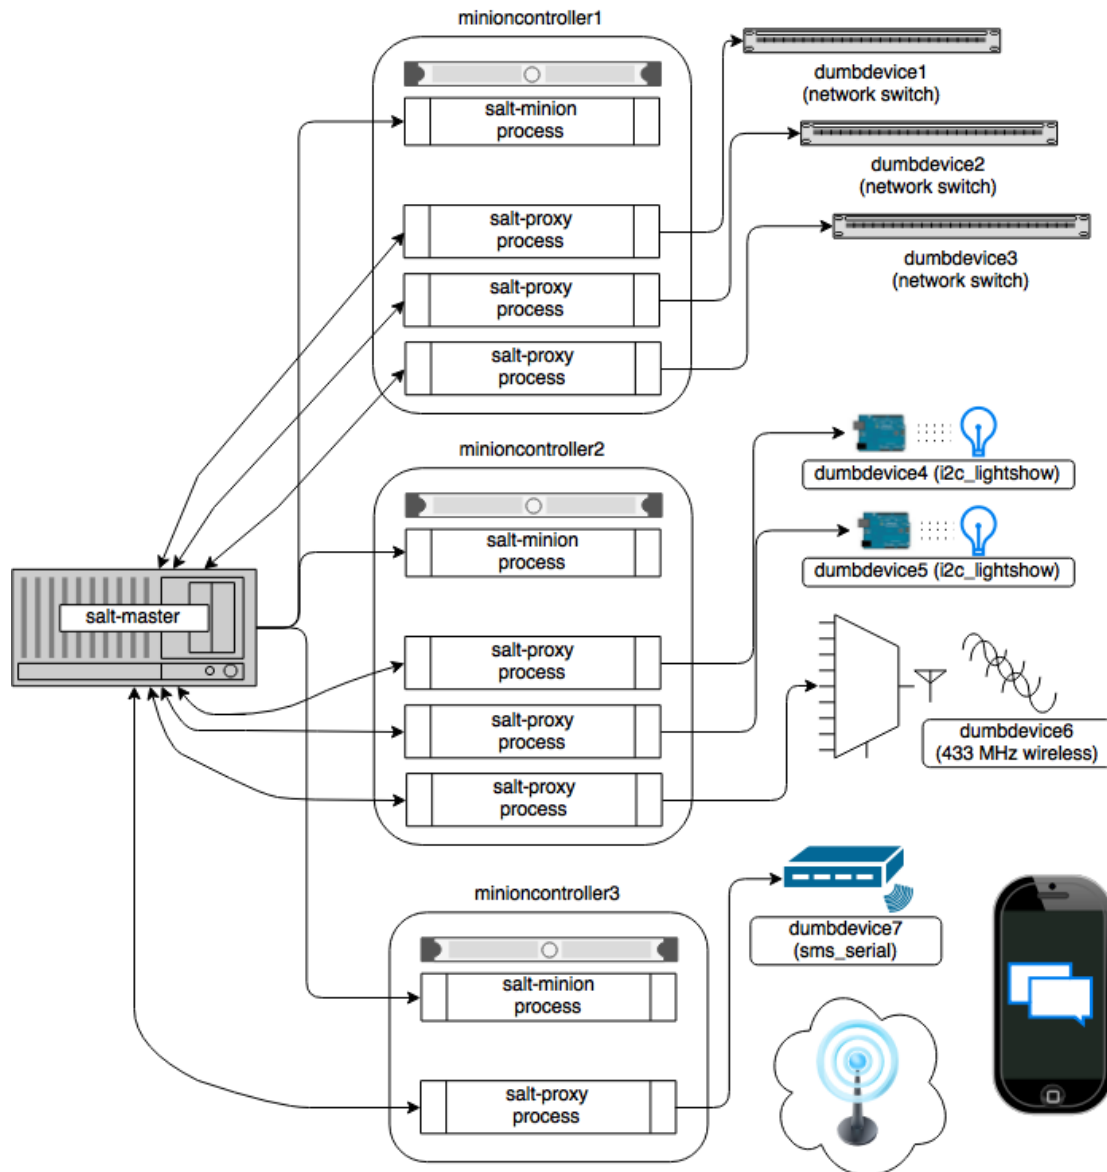 minioncontroller1
salt-minion
process
salt-proxy
process
salt-proxy
process
salt-proxy
process
dumbdevice1
(network switch)
dumbdevice2
(network switch)
dumbdevice3
(network switch)
minioncontroller2
salt-minion
process
salt-proxy
process
salt-proxy
process
salt-proxy
process
dumbdevice4 (i2c_lightshow)
dumbdevice5 (i2c_lightshow)
dumbdevice6
(433 MHz wireless)
salt-master
minioncontroller3
salt-minion
process
salt-proxy
process
dumbdevice7
(sms_serial)